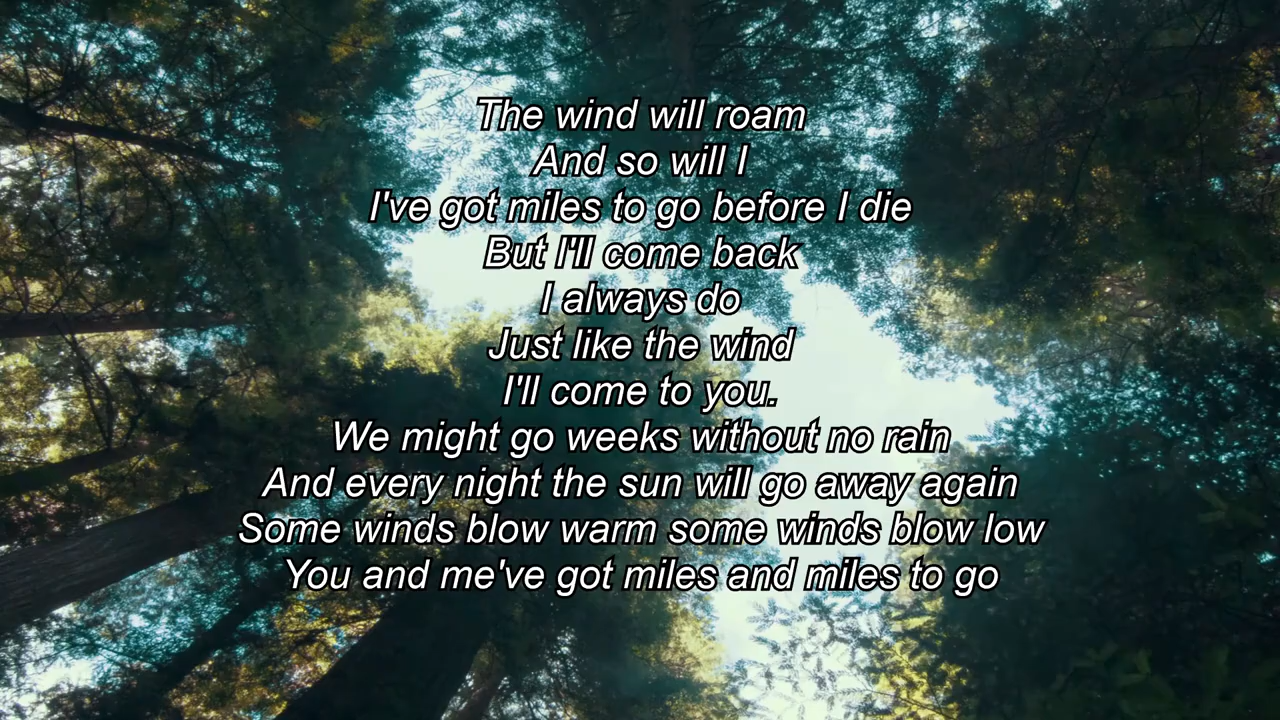 The wind will roam
And so will I
I've got miles to go before I die
But I'll come back
I always do
Just like the wind
I'll come to you.
We might go weeks without no rain
And every night the sun will go away again
Some winds blow warm some winds blow low
You and me've got miles and miles to go